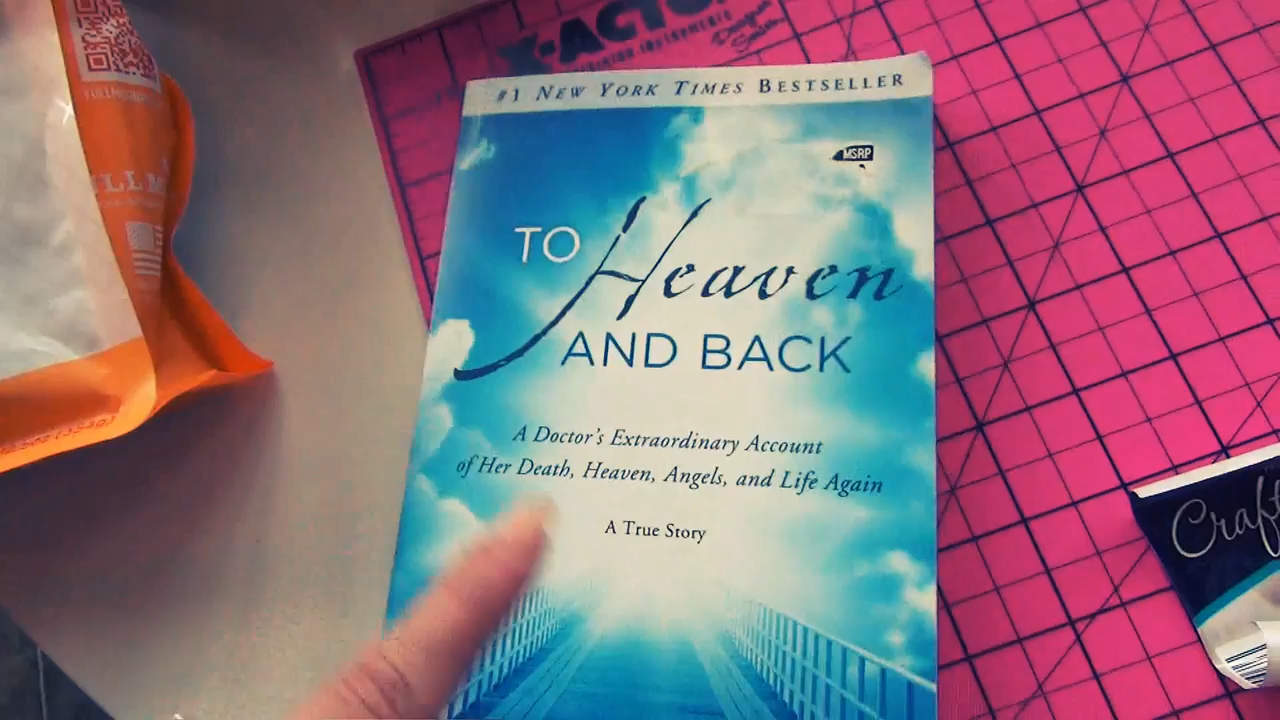 X-ACTO
#1 New York Times Bestseller
MSRP
TO Heaven
AND BACK
A Doctor's Extraordinary Account
of Her Death, Heaven, Angels, and Life Again
A True Story